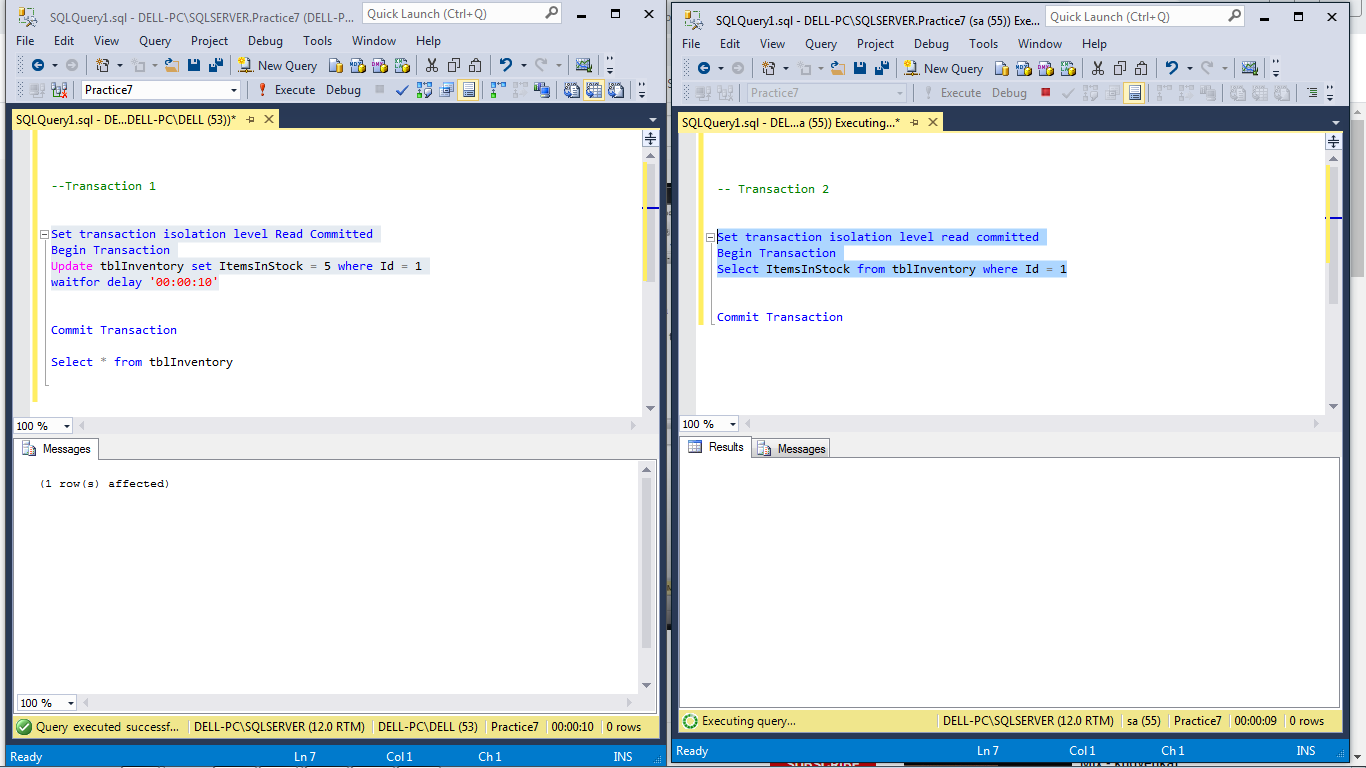 SQLQuery1.sql - DELL-PC\SQLSERVER.Practice7 (DELL-P...
Quick Launch (Ctrl+Q)
File Edit View Query Project Debug Tools Window Help
New Query
Practice7
Execute Debug
SQLQuery1.sql - DE...DELL-PC\DELL (53))*
--Transaction 1
Set transaction isolation level Read Committed
Begin Transaction
Update tblInventory set ItemsInStock = 5 where Id = 1
waitfor delay '00:00:10'
Commit Transaction
Select * from tblInventory
100 %
Messages
(1 row(s) affected)
100 %
Query executed successf... DELL-PC\SQLSERVER (12.0 RTM) DELL-PC\DELL (53) Practice7 00:00:10 0 rows
Ready Ln 7 Col 1 Ch 1 INS
SQLQuery1.sql - DELL-PC\SQLSERVER.Practice7 (sa (55)) Exe...
Quick Launch (Ctrl+Q)
File Edit View Query Project Debug Tools Window Help
New Query
Practice7
Execute Debug
SQLQuery1.sql - DEL...a (55)) Executing...*
-- Transaction 2
Set transaction isolation level read committed
Begin Transaction
Select ItemsInStock from tblInventory where Id = 1
Commit Transaction
100 %
Results Messages
Executing query... DELL-PC\SQLSERVER (12.0 RTM) sa (55) Practice7 00:00:09 0 rows
Ready Ln 7 Col 1 Ch 1 INS